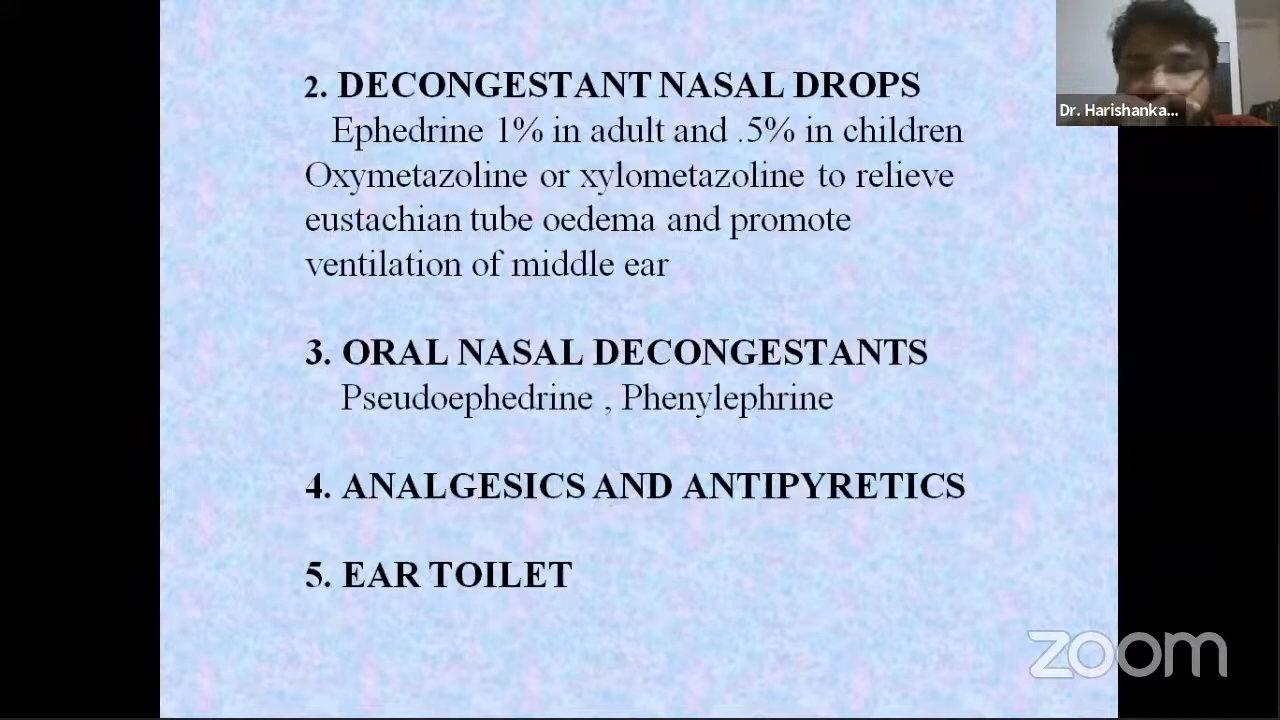 2. DECONGESTANT NASAL DROPS
Ephedrine 1% in adult and .5% in children
Oxymetazoline or xylometazoline to relieve
eustachian tube oedema and promote
ventilation of middle ear
3. ORAL NASAL DECONGESTANTS
Pseudoephedrine , Phenylephrine
4. ANALGESICS AND ANTIPYRETICS
5. EAR TOILET
Dr. Harishanka...
zoom